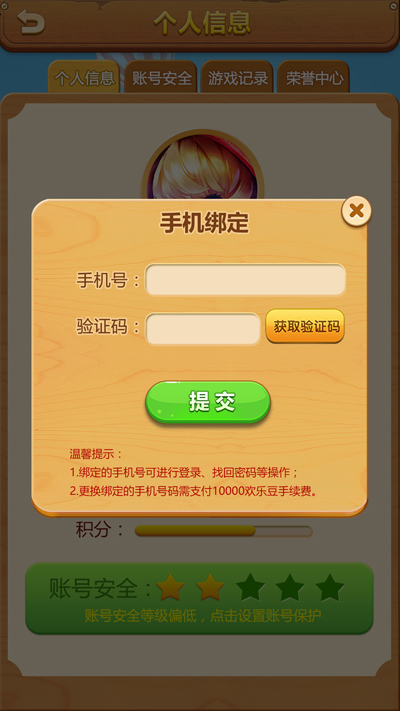 个人信息
个人信息 账号安全 游戏记录 荣誉中心
手机绑定
手机号：
验证码： 获取验证码
提交
温馨提示：
1.绑定的手机号可进行登录、找回密码等操作；
2.更换绑定的手机号码需支付10000欢乐豆手续费。
积分：
账号安全：
账号安全等级偏低，点击设置账号保护